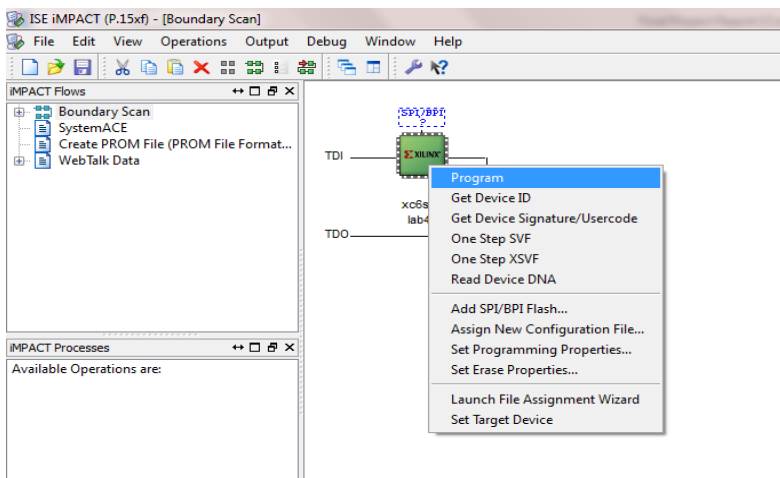 ISE iMPACT (P.15xf) - [Boundary Scan]
File Edit View Operations Output Debug Window Help
iMPACT Flows
Boundary Scan
SystemACE
Create PROM File (PROM File Format...
WebTalk Data
SPI/BPI
?
TDI
XILINX
xc6s
lab4
TDO
Program
Get Device ID
Get Device Signature/Usercode
One Step SVF
One Step XSVF
Read Device DNA
Add SPI/BPI Flash...
Assign New Configuration File...
Set Programming Properties...
Set Erase Properties...
Launch File Assignment Wizard
Set Target Device
iMPACT Processes
Available Operations are: